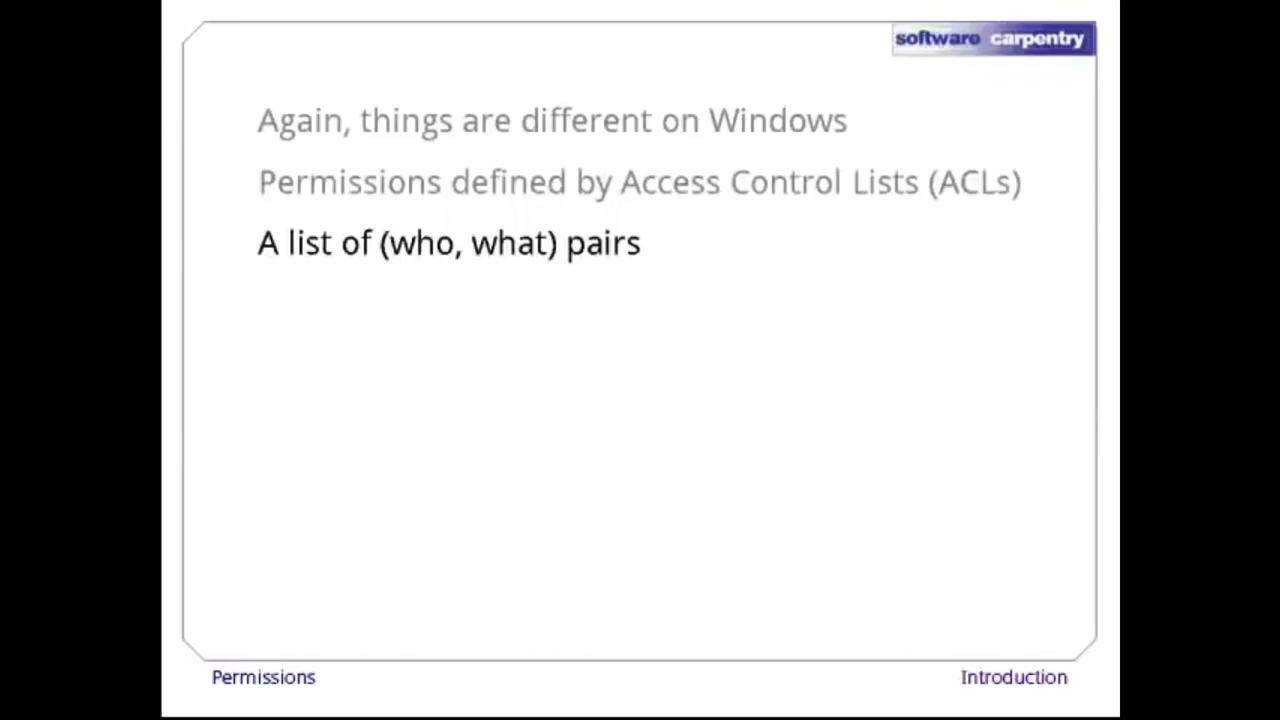 software carpentry
Again, things are different on Windows
Permissions defined by Access Control Lists (ACLs)
A list of (who, what) pairs
Permissions
Introduction